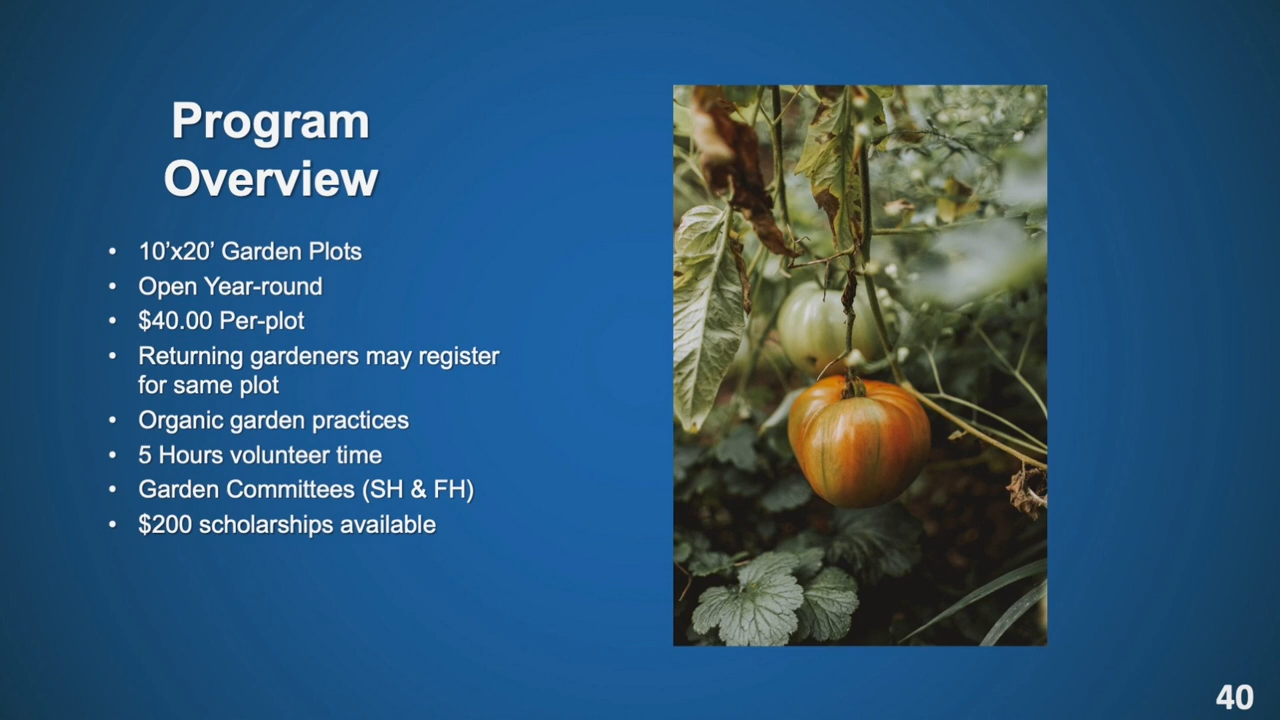 Program
Overview
• 10’x20’ Garden Plots
• Open Year-round
• $40.00 Per-plot
• Returning gardeners may register
for same plot
• Organic garden practices
• 5 Hours volunteer time
• Garden Committees (SH & FH)
• $200 scholarships available
40